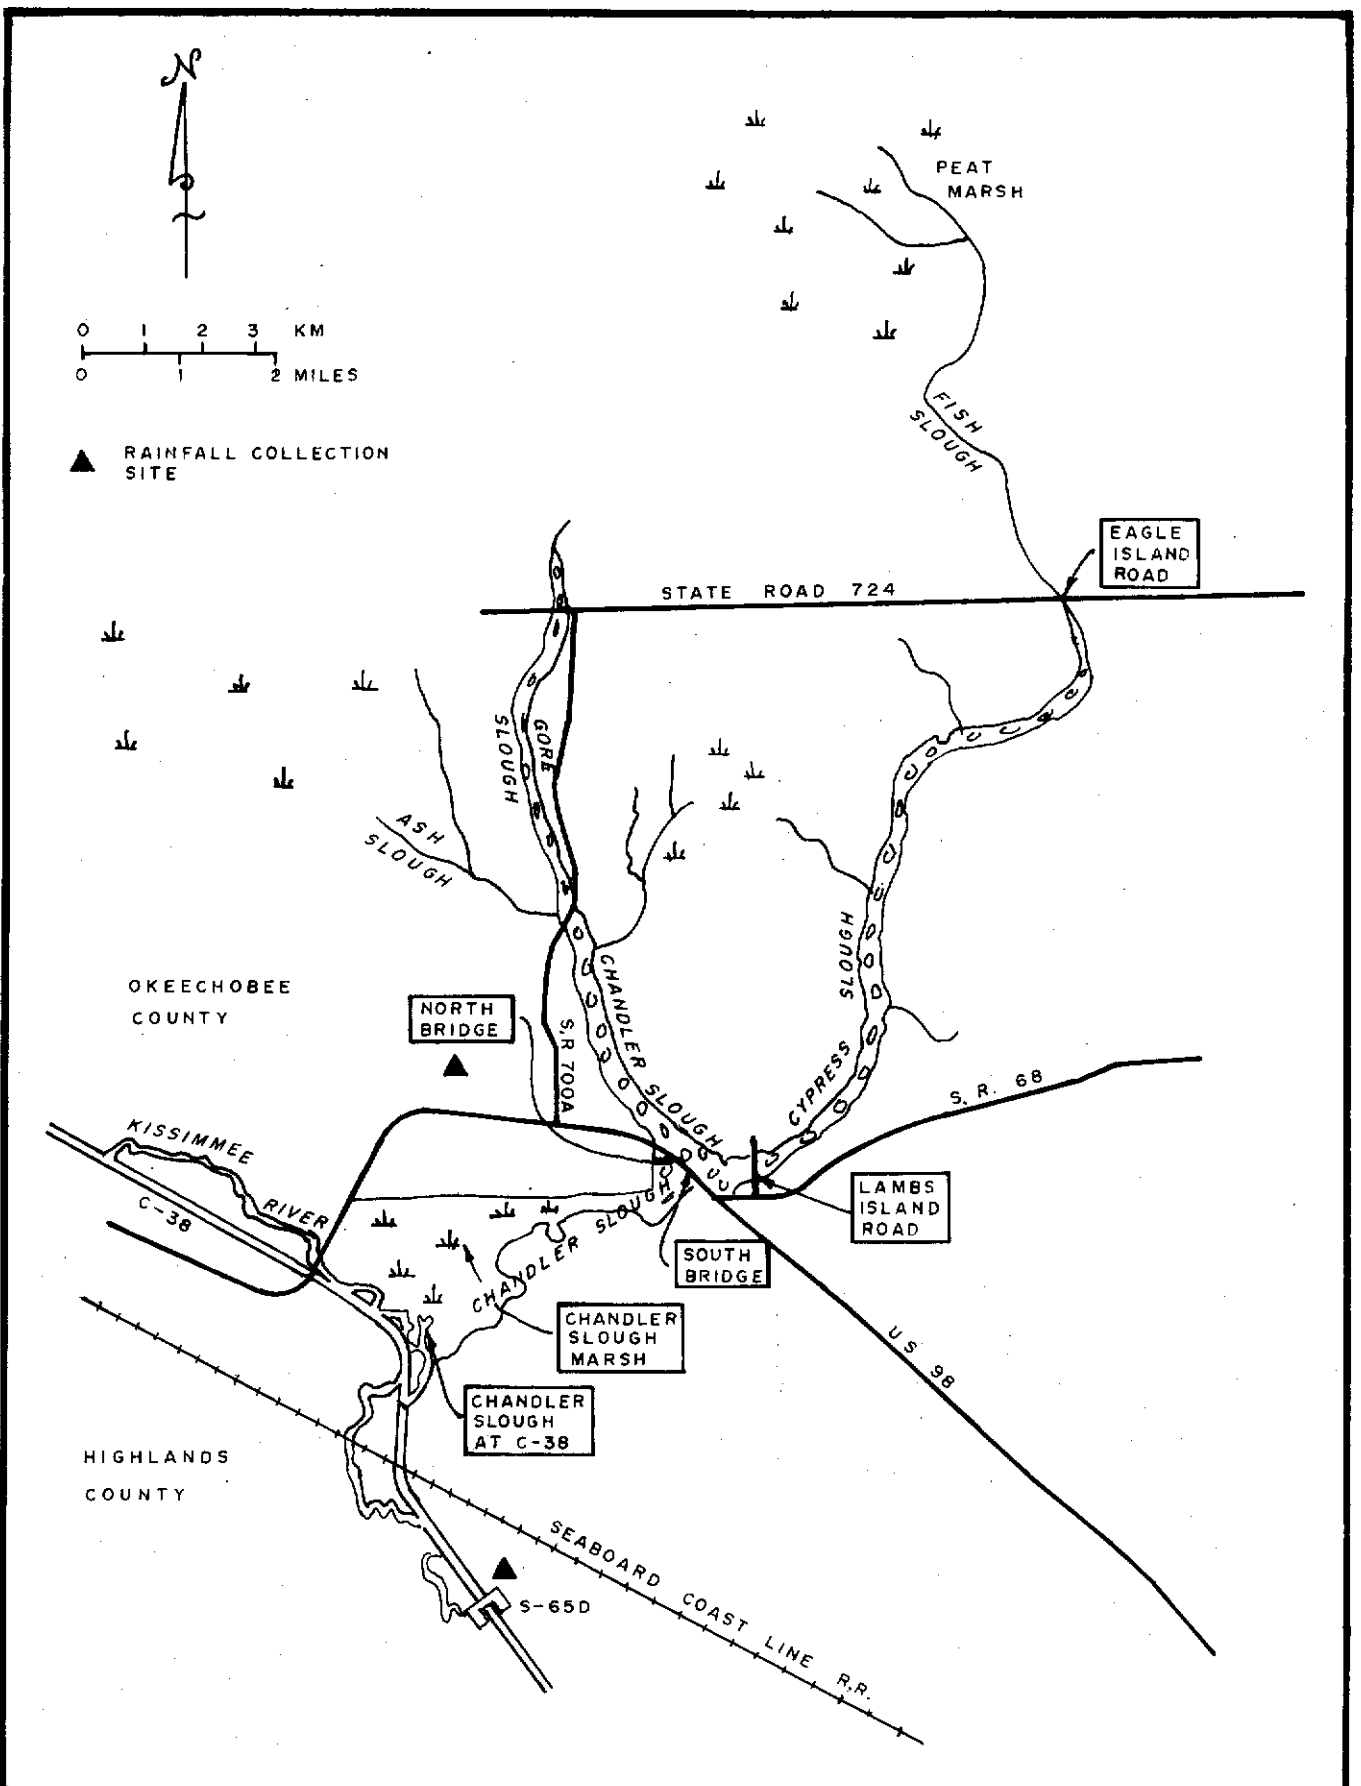 N
PEAT
MARSH
0 1 2 3 KM
0 1 2 MILES
FISH
SLOUGH
RAINFALL COLLECTION
SITE
EAGLE
ISLAND
ROAD
STATE ROAD 724
GORE
SLOUGH
ASH
SLOUGH
CHANDLER SLOUGH
CYPRESS SLOUGH
OKEECHOBEE
COUNTY
NORTH
BRIDGE
S.R 700A
S. R. 68
KISSIMMEE RIVER
C-38
LAMBS
ISLAND
ROAD
CHANDLER SLOUGH
SOUTH
BRIDGE
CHANDLER
SLOUGH
MARSH
US 98
CHANDLER
SLOUGH
AT C-38
HIGHLANDS
COUNTY
SEABOARD COAST LINE R.R.
S-65D